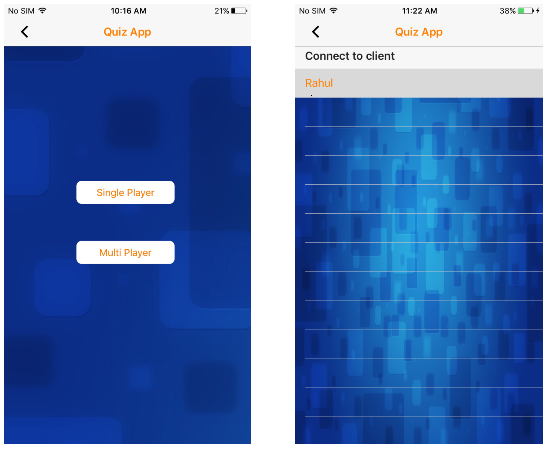 No SIM 10:16 AM 21%
Quiz App
Single Player
Multi Player
No SIM 11:22 AM 38%
Quiz App
Connect to client
Rahul